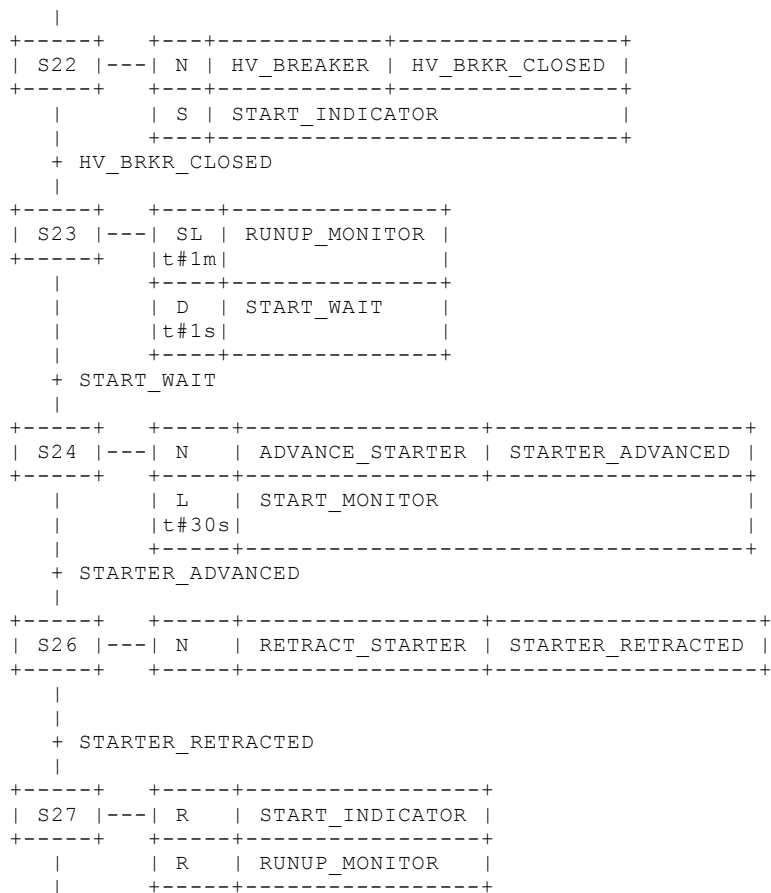 S22 N HV_BREAKER HV_BRKR_CLOSED
S START_INDICATOR
+ HV_BRKR_CLOSED
S23 SL RUNUP_MONITOR
t#1m
D START_WAIT
t#1s
+ START_WAIT
S24 N ADVANCE_STARTER STARTER_ADVANCED
L START_MONITOR
t#30s
+ STARTER_ADVANCED
S26 N RETRACT_STARTER STARTER_RETRACTED
+ STARTER_RETRACTED
S27 R START_INDICATOR
R RUNUP_MONITOR